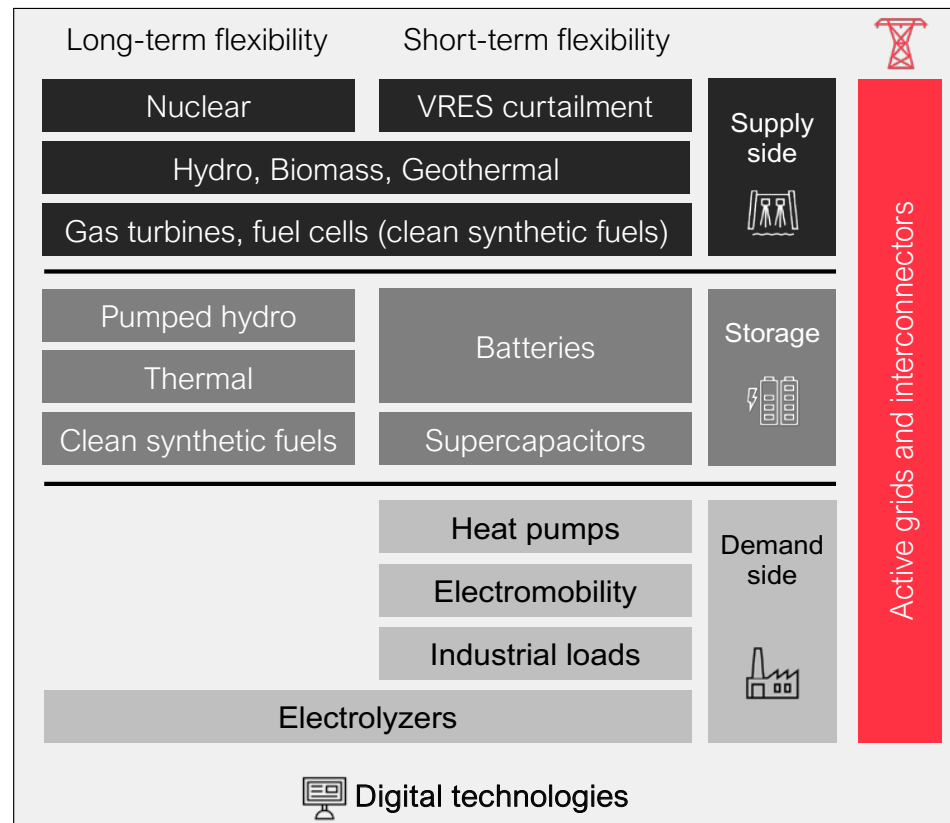 Long-term flexibility
Short-term flexibility
Nuclear
VRES curtailment
Supply
side
Hydro, Biomass, Geothermal
Gas turbines, fuel cells (clean synthetic fuels)
Pumped hydro
Batteries
Storage
Thermal
Clean synthetic fuels
Supercapacitors
Heat pumps
Demand
side
Electromobility
Industrial loads
Electrolyzers
Active grids and interconnectors
Digital technologies